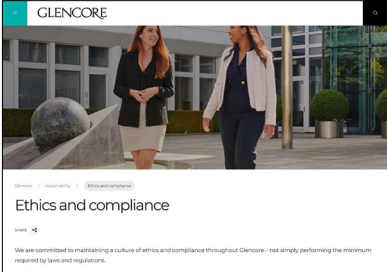 GLENCORE
Glencore
Sustainability
Ethics and compliance
Ethics and compliance
SHARE
We are committed to maintaining a culture of ethics and compliance throughout Glencore – not simply performing the minimum
required by laws and regulations.